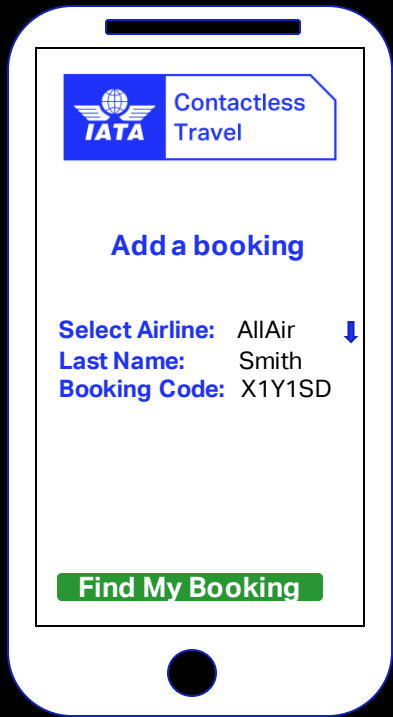 IATA
Contactless
Travel
Add a booking
Select Airline: AllAir
Last Name: Smith
Booking Code: X1Y1SD
Find My Booking